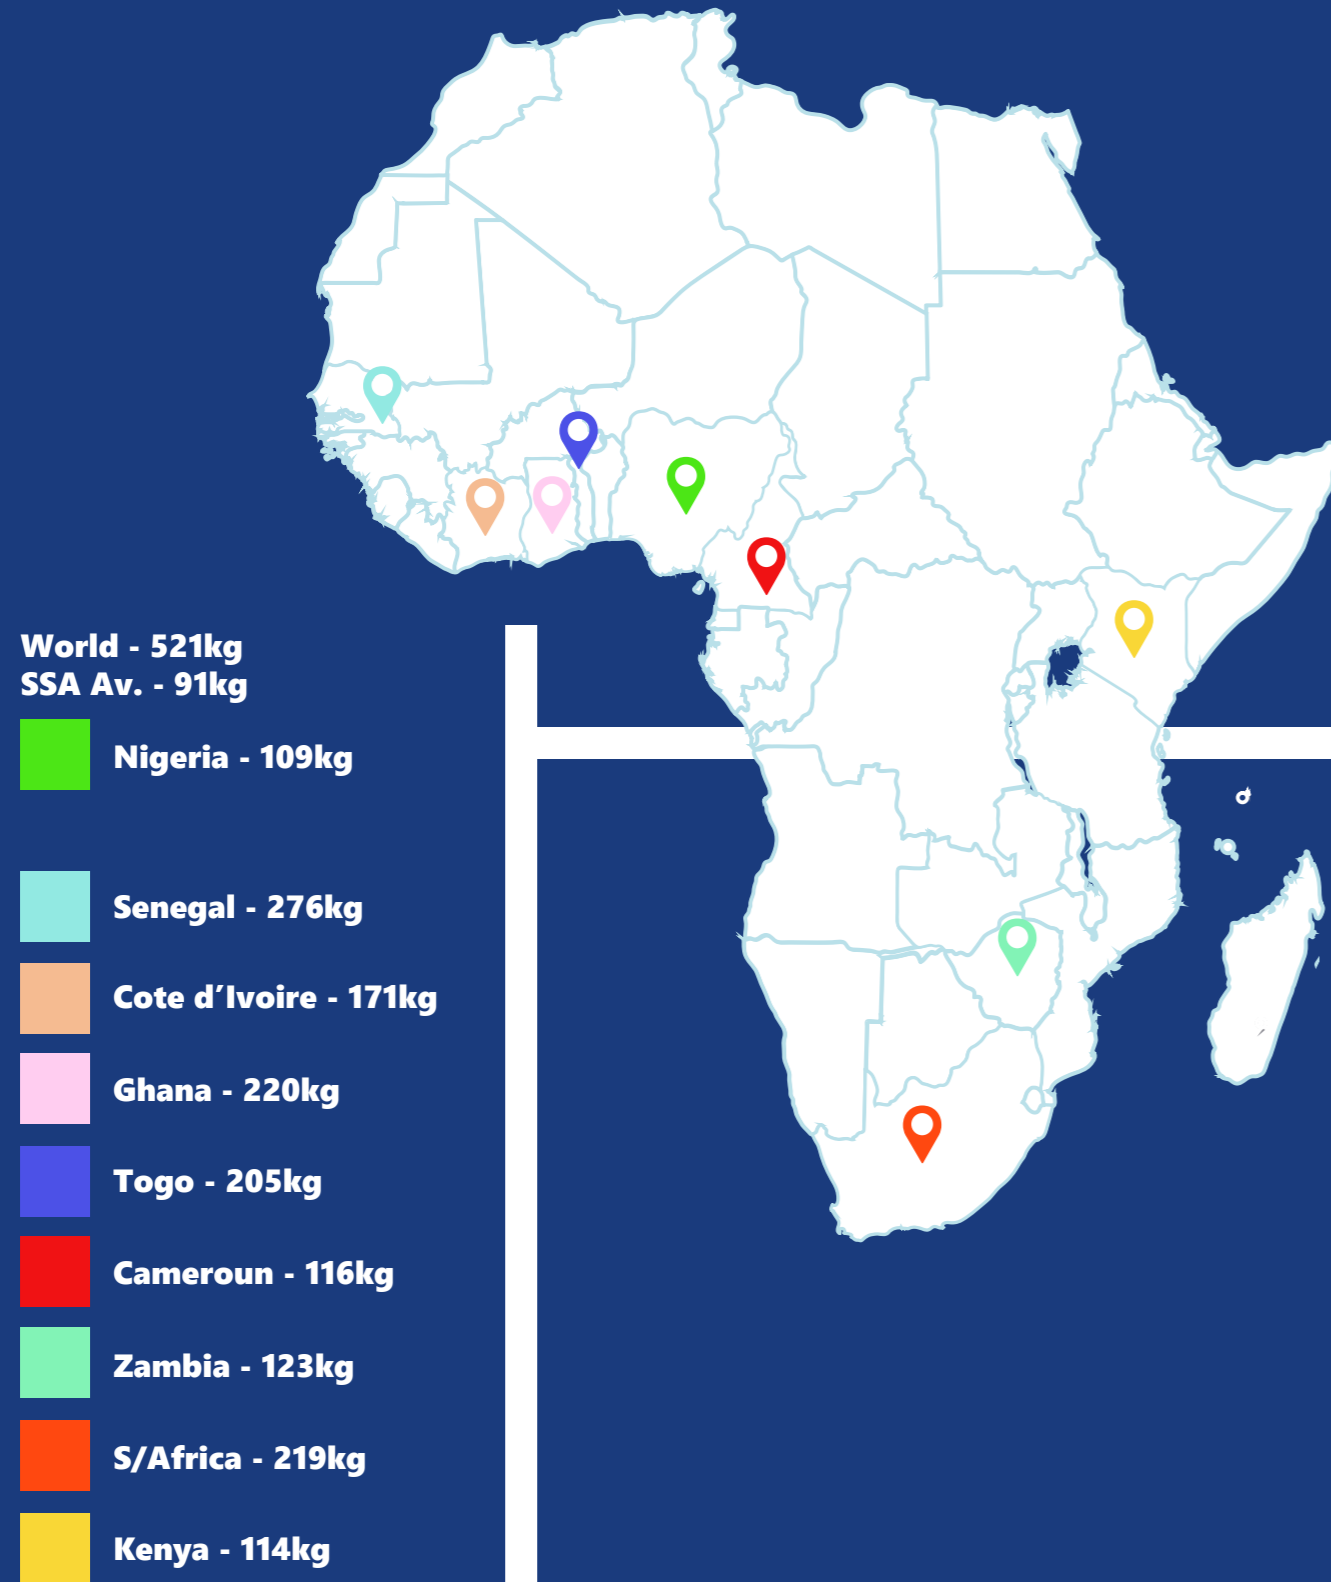 World - 521kg
SSA Av. - 91kg
Nigeria - 109kg
Senegal - 276kg
Cote d’Ivoire - 171kg
Ghana - 220kg
Togo - 205kg
Cameroun - 116kg
Zambia - 123kg
S/Africa - 219kg
Kenya - 114kg